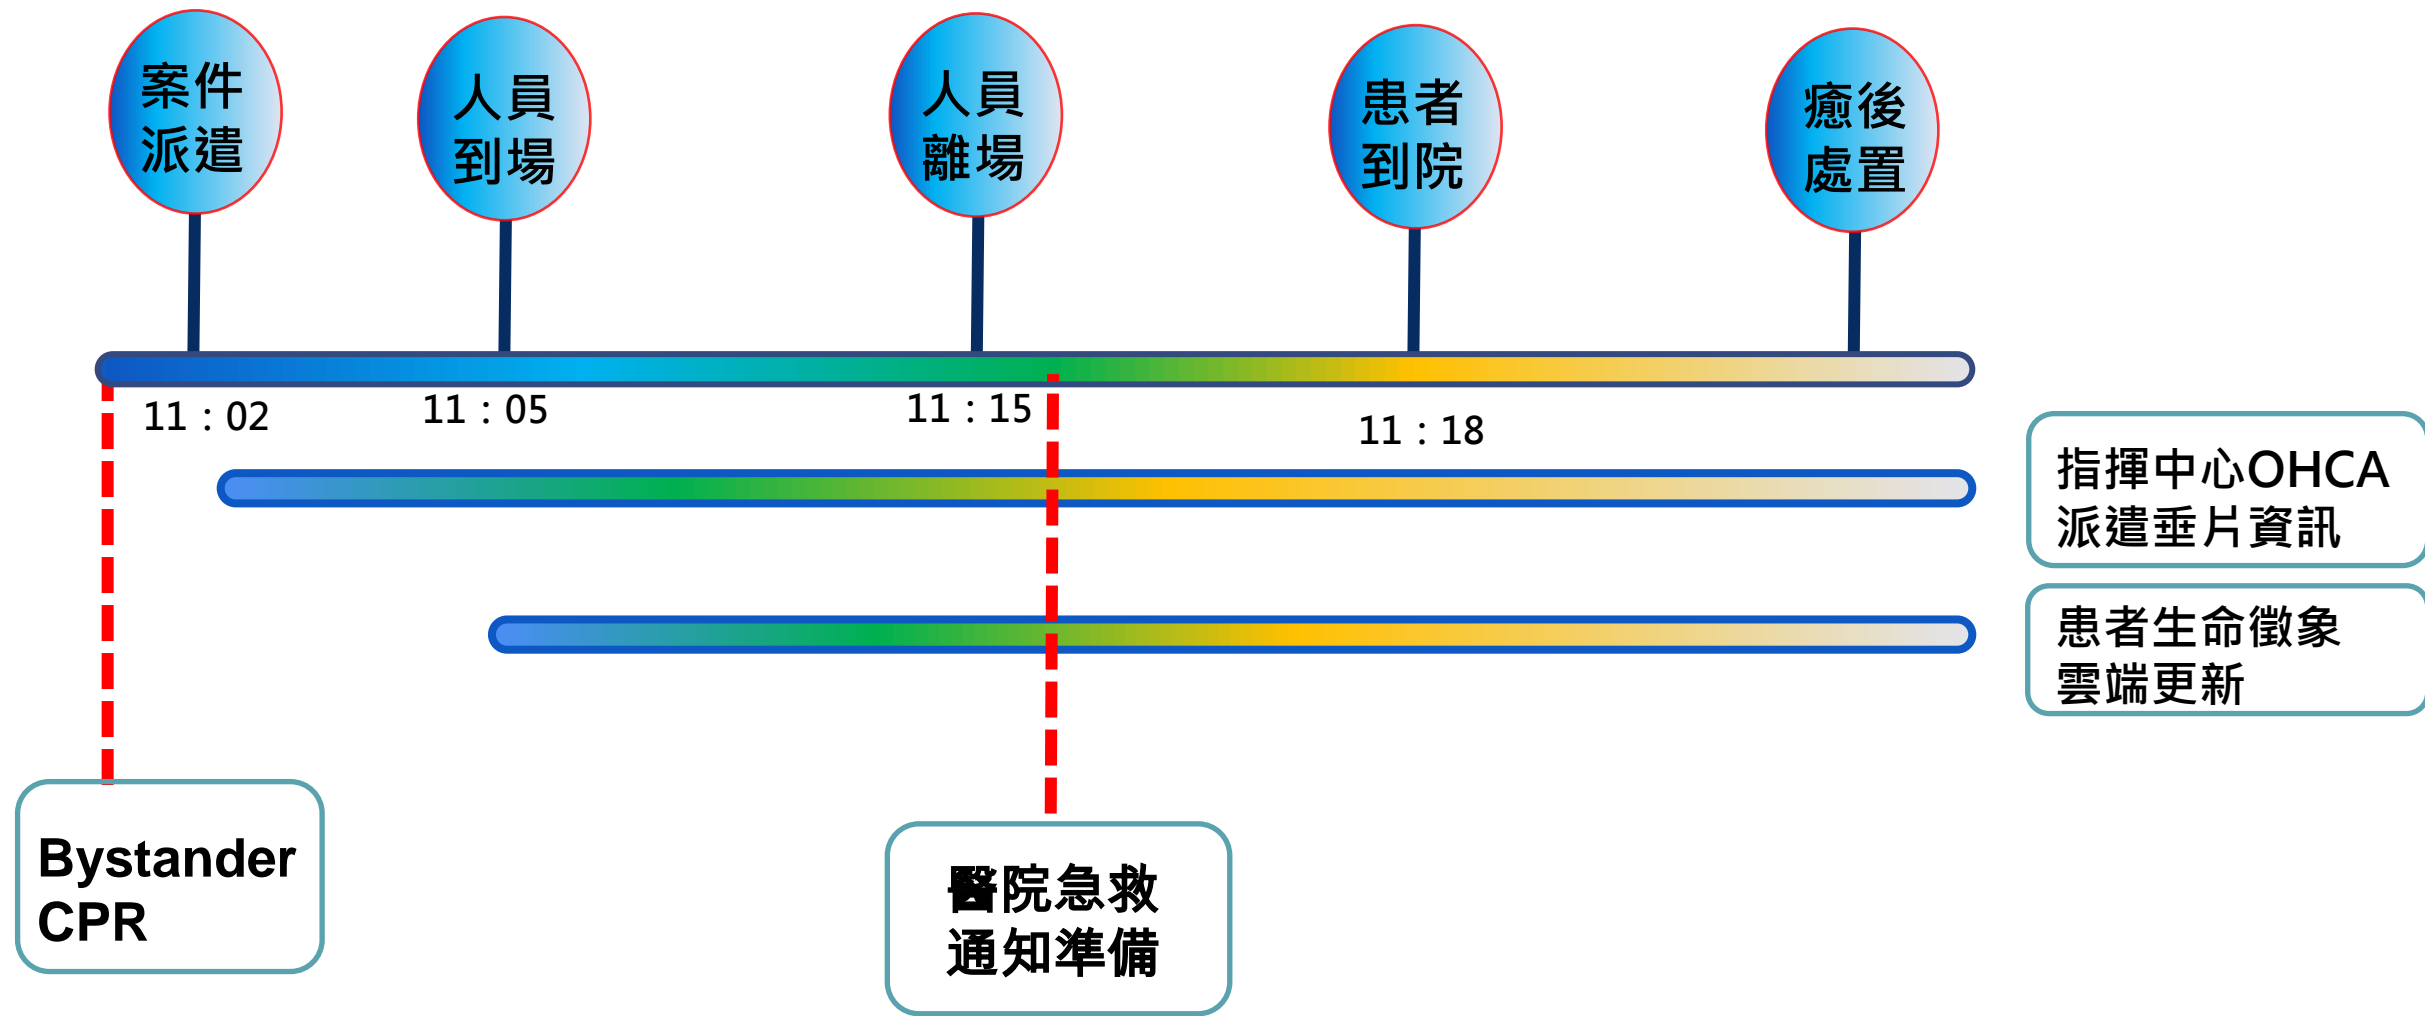 案件
派遣
人員
到場
人員
離場
患者
到院
癒後
處置
11：02
11：05
11：15
11：18
指揮中心OHCA
派遣垂片資訊
患者生命徵象
雲端更新
Bystander
CPR
醫院急救
通知準備